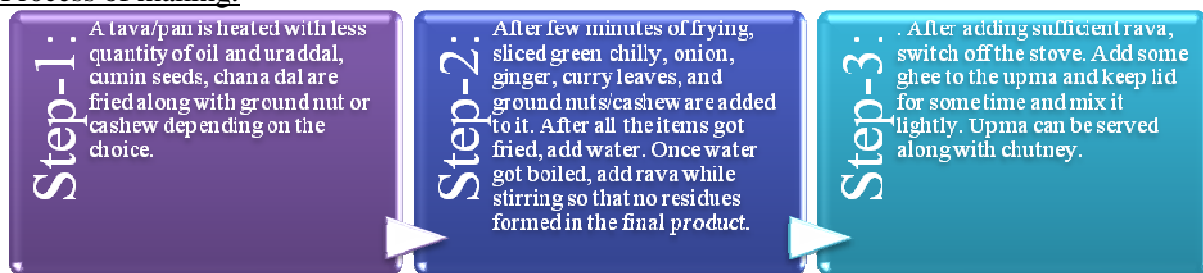 Process of making:
Step-1:
A tava/pan is heated with less
quantity of oil and uraddal,
cumin seeds, chana dal are
fried along with ground nut or
cashew depending on the
choice.
Step-2:
After few minutes of frying,
sliced green chilly, onion,
ginger, curry leaves, and
ground nuts/cashew are added
to it. After all the items got
fried, add water. Once water
got boiled, add rava while
stirring so that no residues
formed in the final product.
Step-3:
. After adding sufficient rava,
switch off the stove. Add some
ghee to the upma and keep lid
for some time and mix it
lightly. Upma can be served
along with chutney.